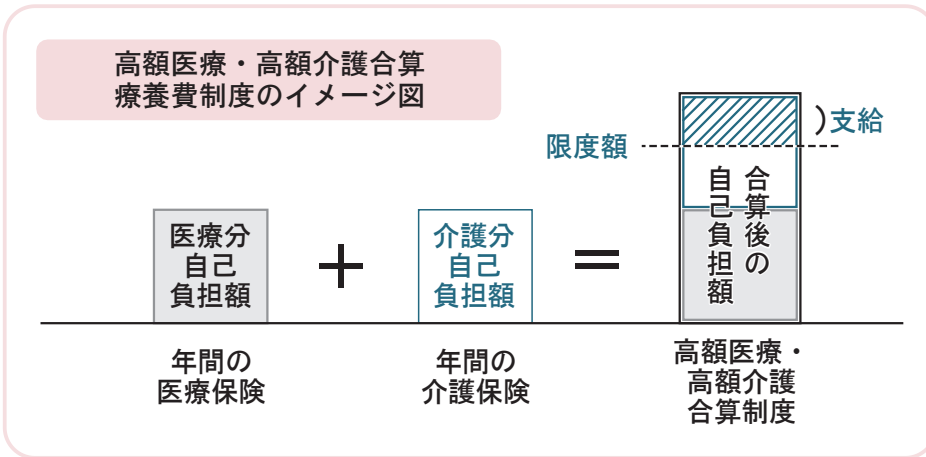 高額医療・高額介護合算
療養費制度のイメージ図
医療分
自己
負担額
年間の
医療保険
＋
介護分
自己
負担額
年間の
介護保険
＝
限度額
支給
合算後の
自己負担額
高額医療・
高額介護
合算制度